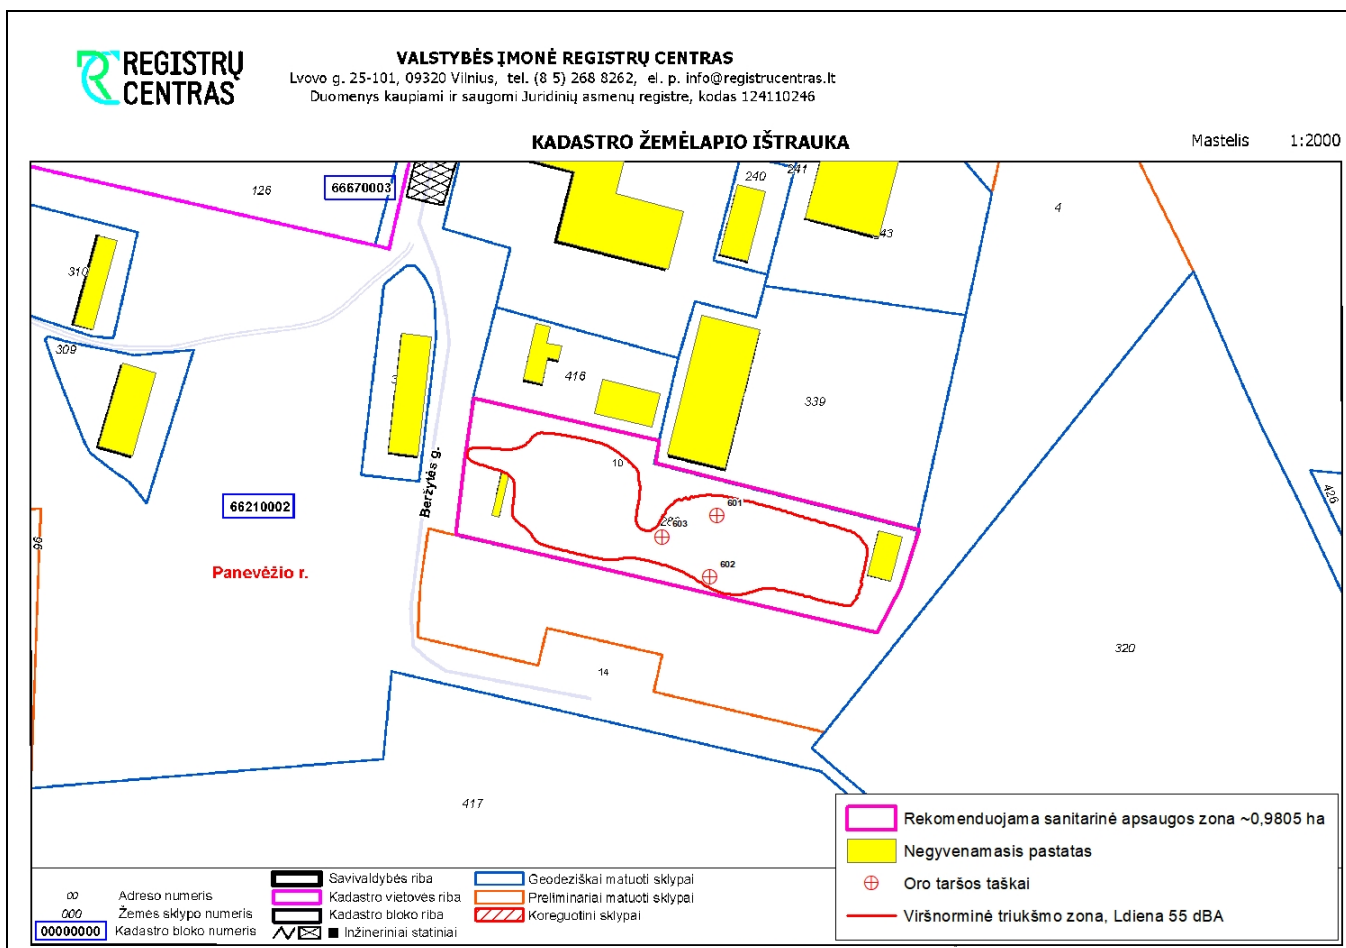 REGISTRŲ
CENTRAS
VALSTYBĖS ĮMONĖ REGISTRŲ CENTRAS
Lvovo g. 25-101, 09320 Vilnius, tel. (8 5) 268 8262, el. p. info@registrucentras.lt
Duomenys kaupiami ir saugomi Juridinių asmenų registre, kodas 124110246
KADASTRO ŽEMĖLAPIO IŠTRAUKA
Mastelis 1:2000
126
66670003
240
241
4
43
310
309
416
339
Beržytės g.
10
426
66210002
601
603
96
602
Panevėžio r.
14
320
417
Rekomenduojama sanitarinė apsaugos zona ~0,9805 ha
Negyvenamasis pastatas
Oro taršos taškai
Viršnorminė triukšmo zona, Ldiena 55 dBA
00 Adreso numeris
000 Žemės sklypo numeris
00000000 Kadastro bloko numeris
Savivaldybės riba
Kadastro vietovės riba
Kadastro bloko riba
Inžineriniai statiniai
Geodeziškai matuoti sklypai
Preliminariai matuoti sklypai
Koreguotini sklypai